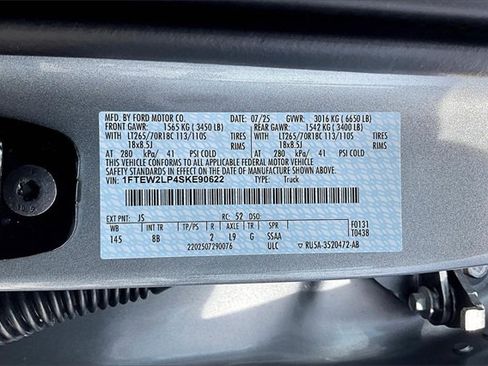 MFD. BY FORD MOTOR CO. 07/25 GVWR: 3016 KG (6650 LB)
FRONT GAWR: 1565 KG (3450 LB) REAR GAWR: 1542 KG (3400 LB)
LT265/70R18C 113/110S TIRES LT265/70R18C 113/110S TIRES
18x8.5J RIMS 18x8.5J RIMS
AT 280 kPa/ 41 PSI COLD AT 280 kPa/ 41 PSI COLD
THIS VEHICLE CONFORMS TO ALL APPLICABLE FEDERAL MOTOR VEHICLE
SAFETY STANDARDS IN EFFECT ON THE DATE OF MANUFACTURE SHOWN ABOVE.
VIN: 1FTEW2LP4SKE90622 TYPE: Truck
EXT PNT: JS RC: 52 DSO: F0131
WB INT TR TP/PS R AXLE TR SPR T0438
145 8B 2 L9 G SSAA
2202507290076 ULC ▽ RU5A-3520472-AB